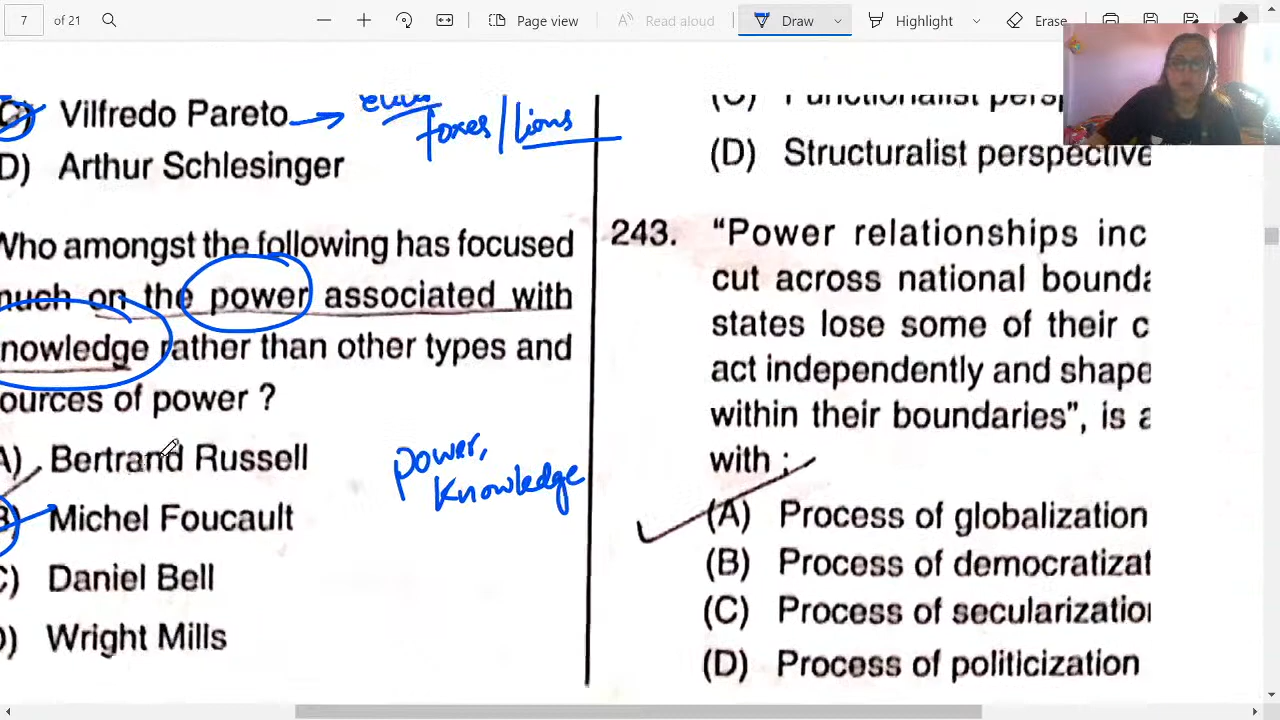 7 of 21
Page view
Read aloud
Draw
Highlight
Erase
Vilfredo Pareto
foxes / lions
D) Arthur Schlesinger
Who amongst the following has focused
much on the power associated with
knowledge rather than other types and
ources of power ?
A) Bertrand Russell
B) Michel Foucault
C) Daniel Bell
D) Wright Mills
Power,
Knowledge
(D) Structuralist perspective
243. "Power relationships inc
cut across national bounda
states lose some of their c
act independently and shape
within their boundaries", is a
with :
(A) Process of globalization
(B) Process of democratizat
(C) Process of secularizatio
(D) Process of politicization